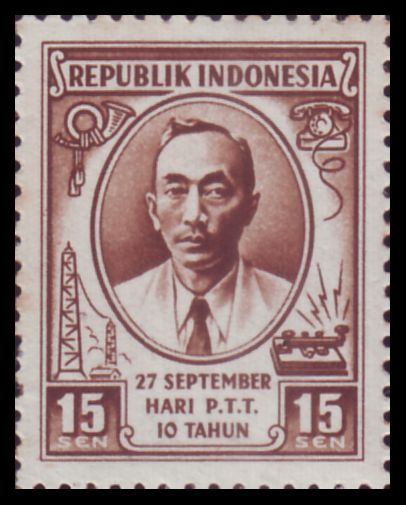 REPUBLIK INDONESIA
27 SEPTEMBER
HARI P.T.T.
10 TAHUN
15 SEN
15 SEN